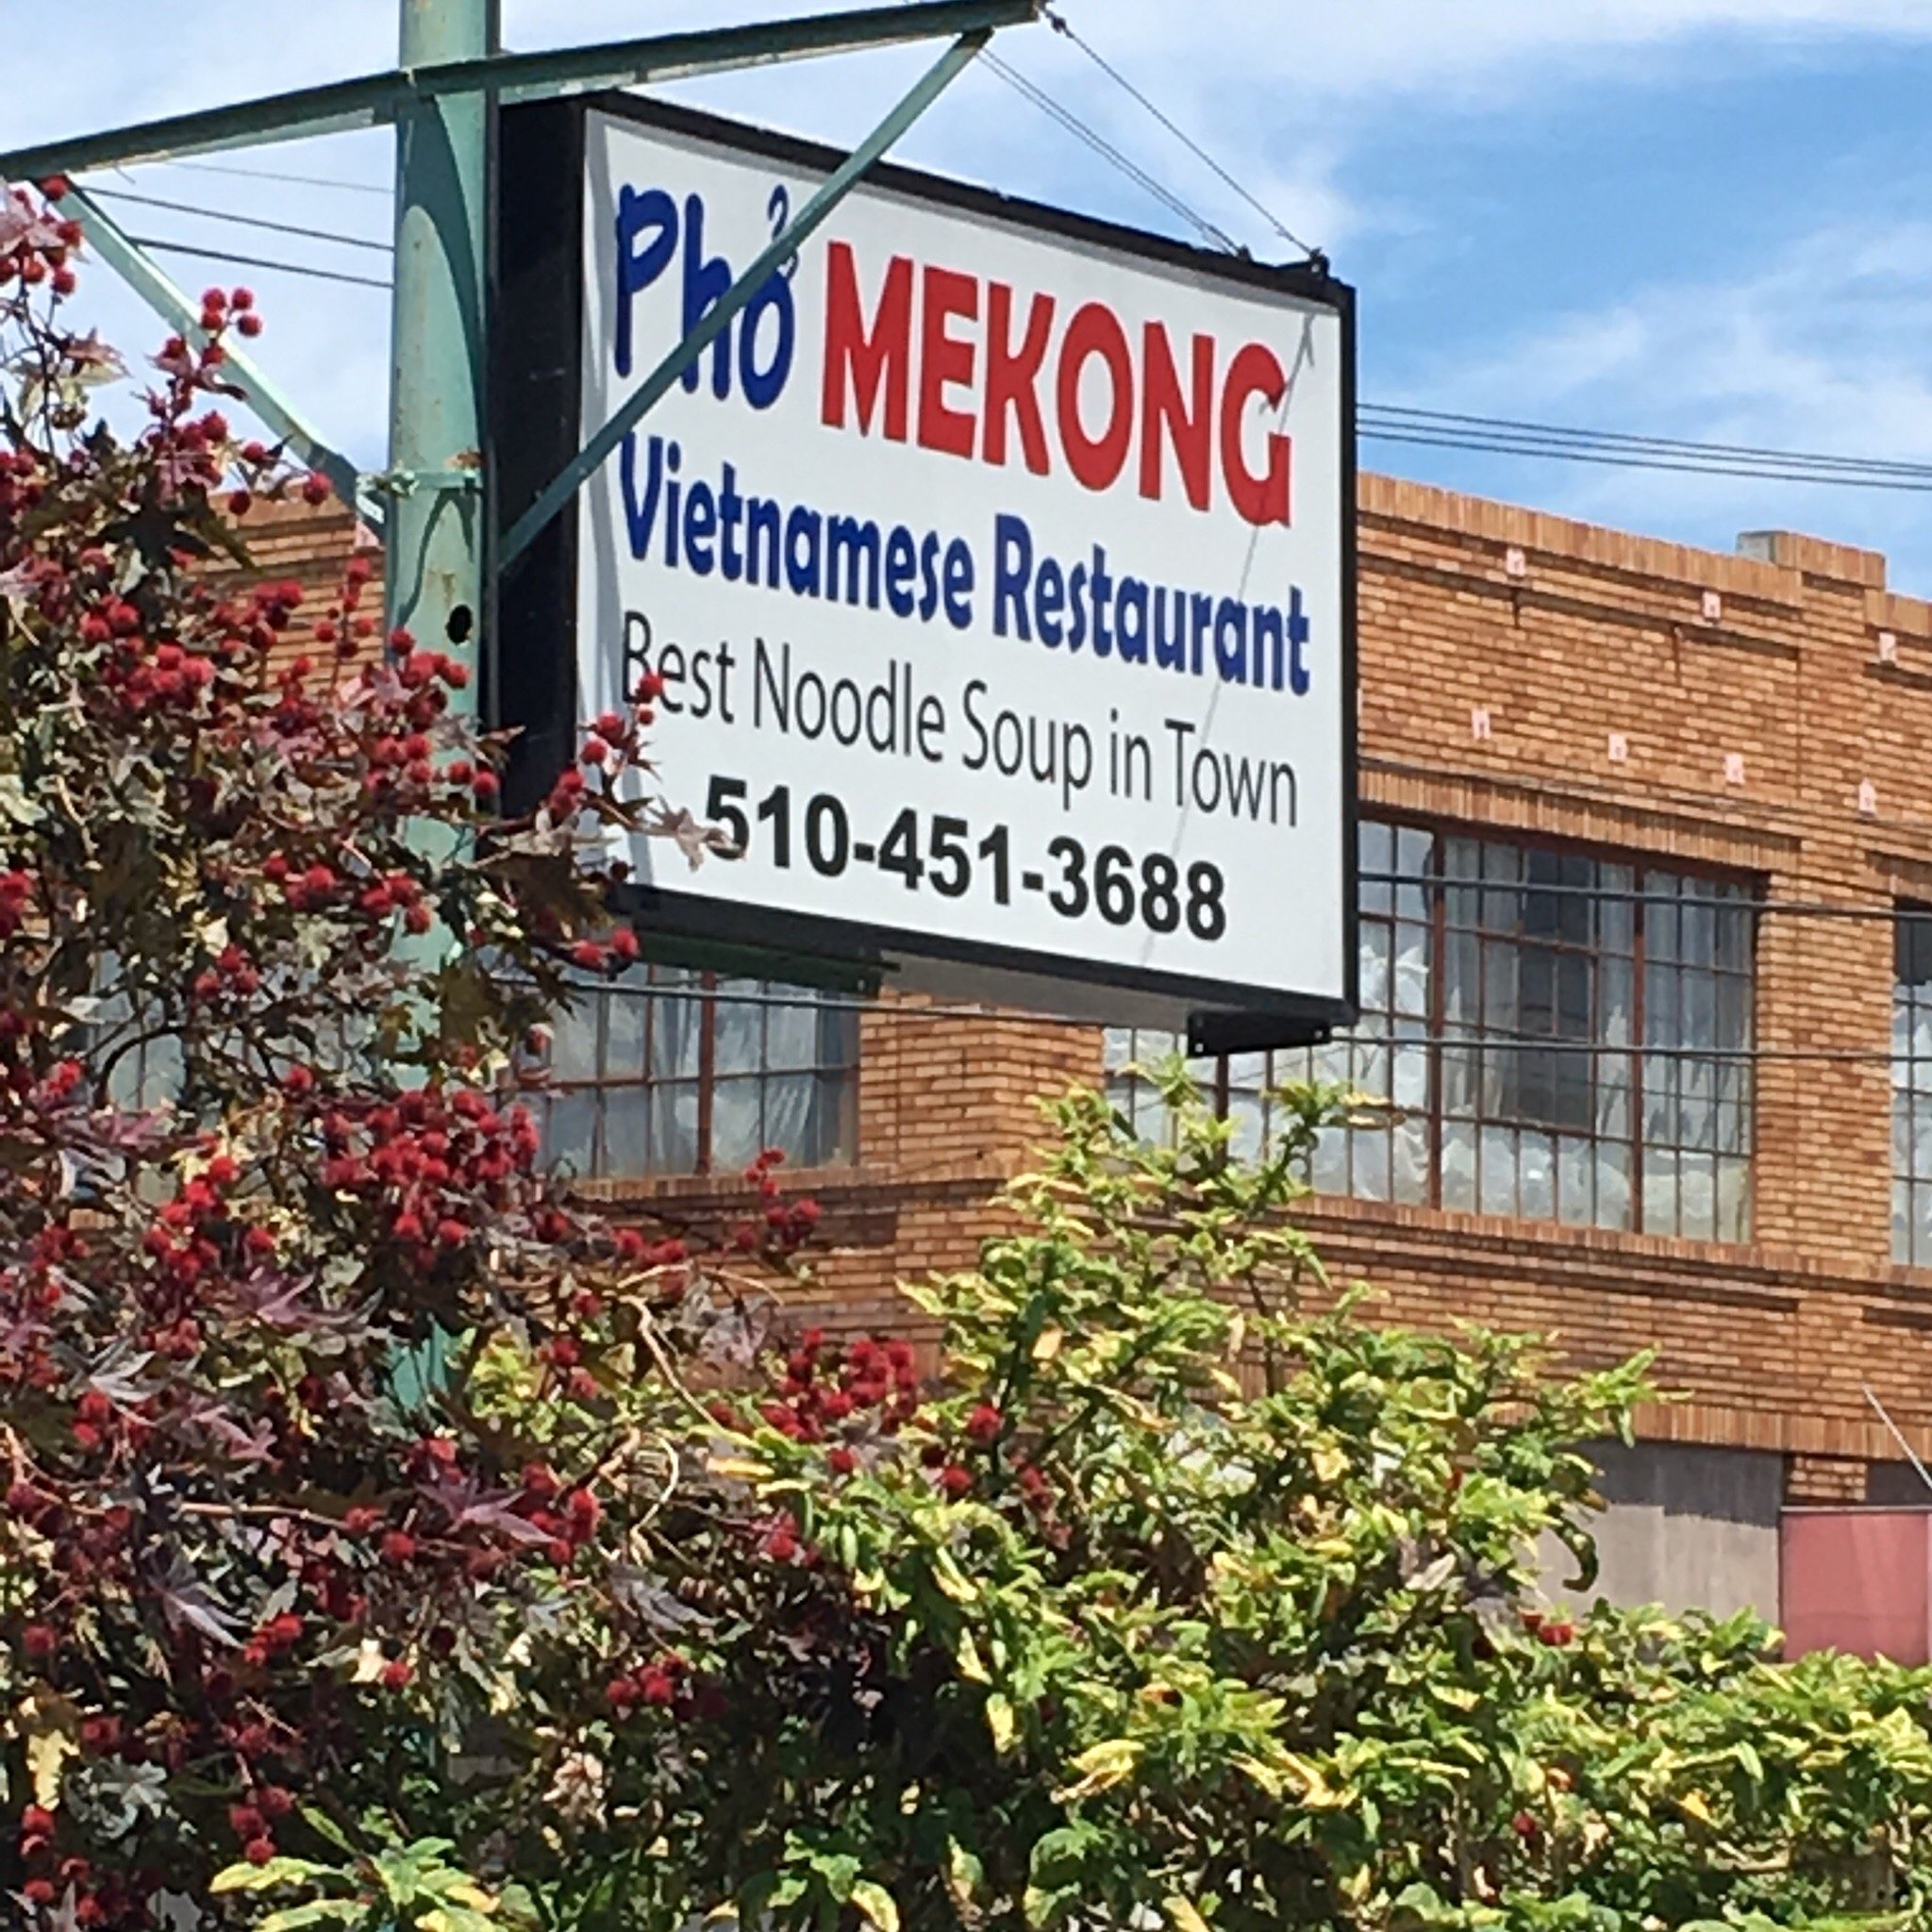 Phở MEKONG
Vietnamese Restaurant
Best Noodle Soup in Town
510-451-3688